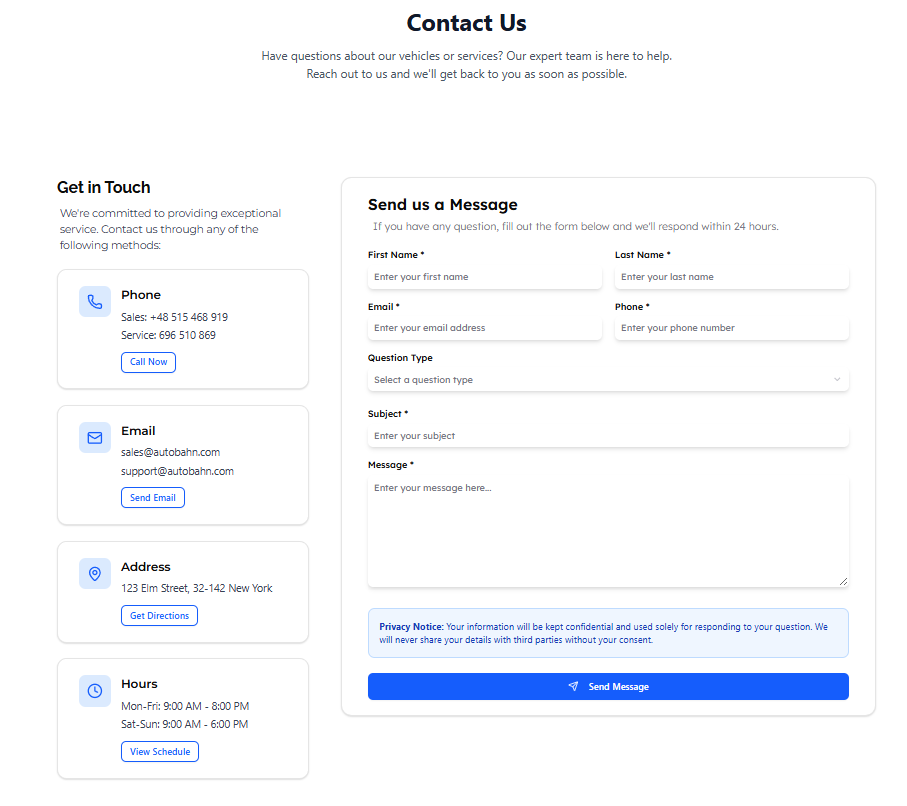 Contact Us
Have questions about our vehicles or services? Our expert team is here to help.
Reach out to us and we'll get back to you as soon as possible.
Get in Touch
We're committed to providing exceptional
service. Contact us through any of the
following methods:
Phone
Sales: +48 515 468 919
Service: 696 510 869
Call Now
Email
sales@autobahn.com
support@autobahn.com
Send Email
Address
123 Elm Street, 32-142 New York
Get Directions
Hours
Mon-Fri: 9:00 AM - 8:00 PM
Sat-Sun: 9:00 AM - 6:00 PM
View Schedule
Send us a Message
If you have any question, fill out the form below and we'll respond within 24 hours.
First Name *
Enter your first name
Last Name *
Enter your last name
Email *
Enter your email address
Phone *
Enter your phone number
Question Type
Select a question type
Subject *
Enter your subject
Message *
Enter your message here...
Privacy Notice: Your information will be kept confidential and used solely for responding to your question. We
will never share your details with third parties without your consent.
Send Message